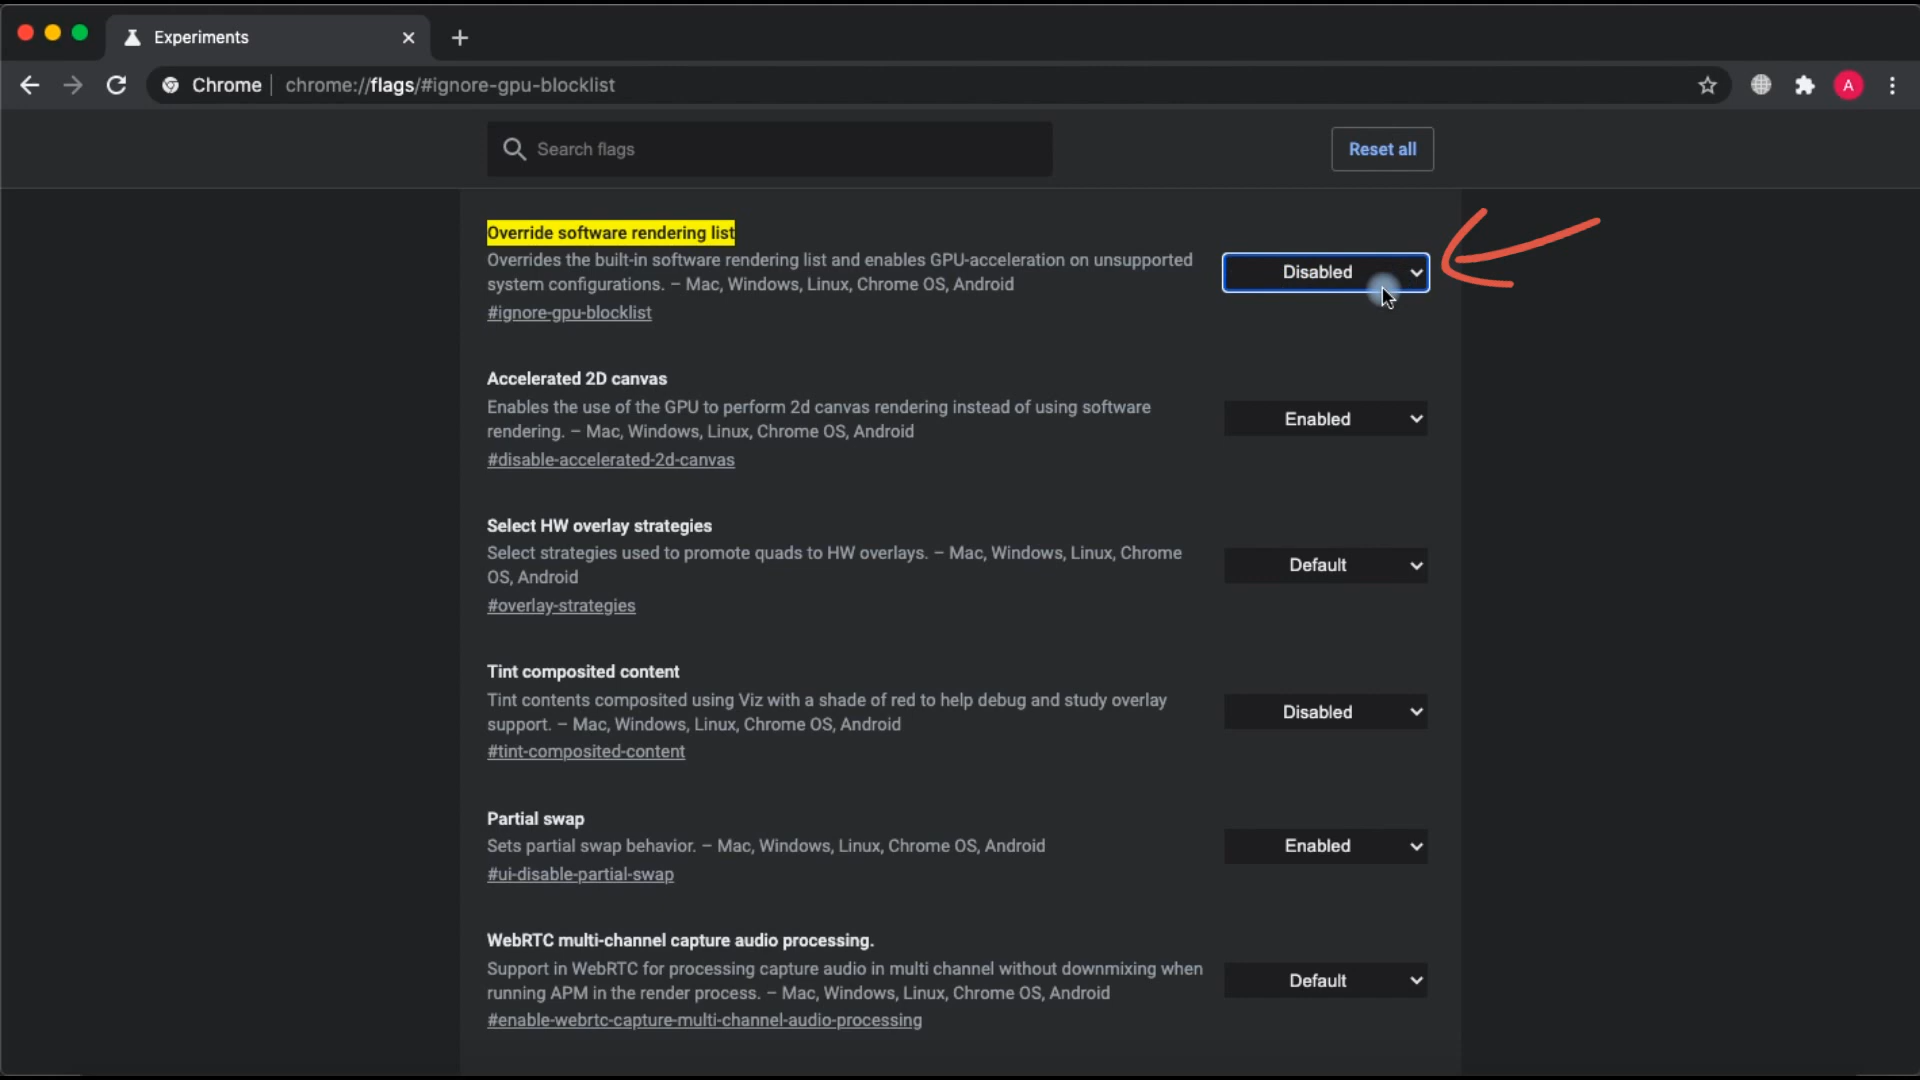 Experiments
Chrome chrome://flags/#ignore-gpu-blocklist
A
Search flags
Reset all
Override software rendering list
Overrides the built-in software rendering list and enables GPU-acceleration on unsupported
system configurations. – Mac, Windows, Linux, Chrome OS, Android
#ignore-gpu-blocklist
Disabled
Accelerated 2D canvas
Enables the use of the GPU to perform 2d canvas rendering instead of using software
rendering. – Mac, Windows, Linux, Chrome OS, Android
#disable-accelerated-2d-canvas
Enabled
Select HW overlay strategies
Select strategies used to promote quads to HW overlays. – Mac, Windows, Linux, Chrome
OS, Android
#overlay-strategies
Default
Tint composited content
Tint contents composited using Viz with a shade of red to help debug and study overlay
support. – Mac, Windows, Linux, Chrome OS, Android
#tint-composited-content
Disabled
Partial swap
Sets partial swap behavior. – Mac, Windows, Linux, Chrome OS, Android
#ui-disable-partial-swap
Enabled
WebRTC multi-channel capture audio processing.
Support in WebRTC for processing capture audio in multi channel without downmixing when
running APM in the render process. – Mac, Windows, Linux, Chrome OS, Android
#enable-webrtc-capture-multi-channel-audio-processing
Default